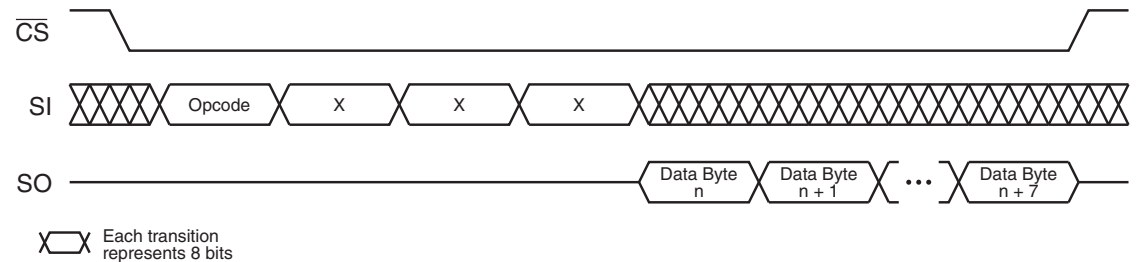 CS
SI
Opcode X X X
SO
Data Byte n
Data Byte n + 1
•••
Data Byte n + 7
Each transition
represents 8 bits